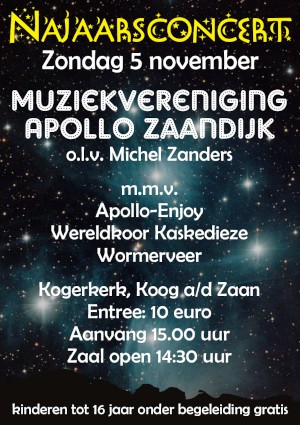 Najaarsconcert
Zondag 5 november
MUZIEKVERENIGING
APOLLO ZAANDIJK
o.l.v. Michel Zanders
m.m.v.
Apollo-Enjoy
Wereldkoor Kaskedieze
Wormerveer
Kogerkerk, Koog a/d Zaan
Entree: 10 euro
Aanvang 15.00 uur
Zaal open 14:30 uur
kinderen tot 16 jaar onder begeleiding gratis